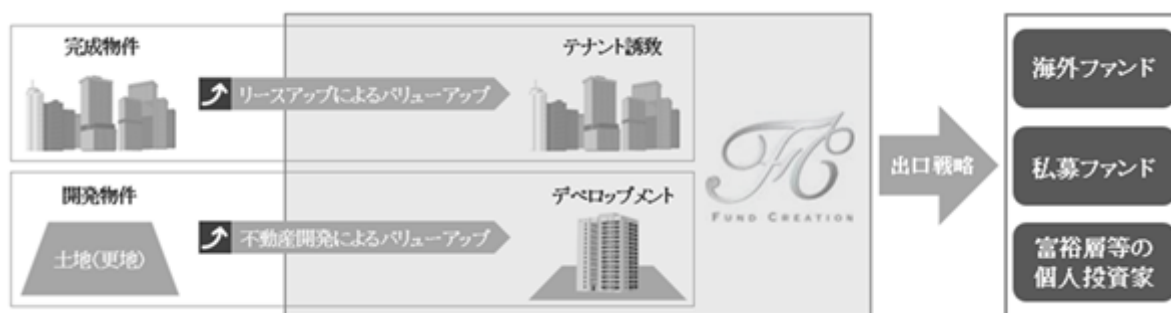 完成物件
リースアップによるバリューアップ
テナント誘致
開発物件
土地(更地)
不動産開発によるバリューアップ
デベロップメント
FC
FUND CREATION
出口戦略
海外ファンド
私募ファンド
富裕層等の
個人投資家